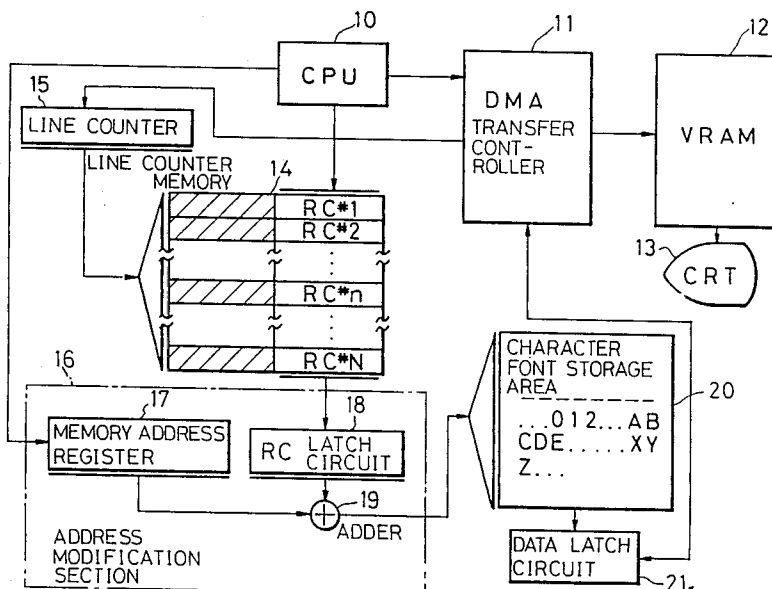 10
CPU
11
DMA
TRANSFER
CONT-
ROLLER
12
VRAM
13
CRT
15
LINE COUNTER
LINE COUNTER
MEMORY
14
RC#1
RC#2
RC#n
RC#N
16
17
MEMORY ADDRESS
REGISTER
18
RC LATCH
CIRCUIT
19
ADDER
ADDRESS
MODIFICATION
SECTION
CHARACTER
FONT STORAGE
AREA
...012...AB
CDE.....XY
Z...
20
DATA LATCH
CIRCUIT
21